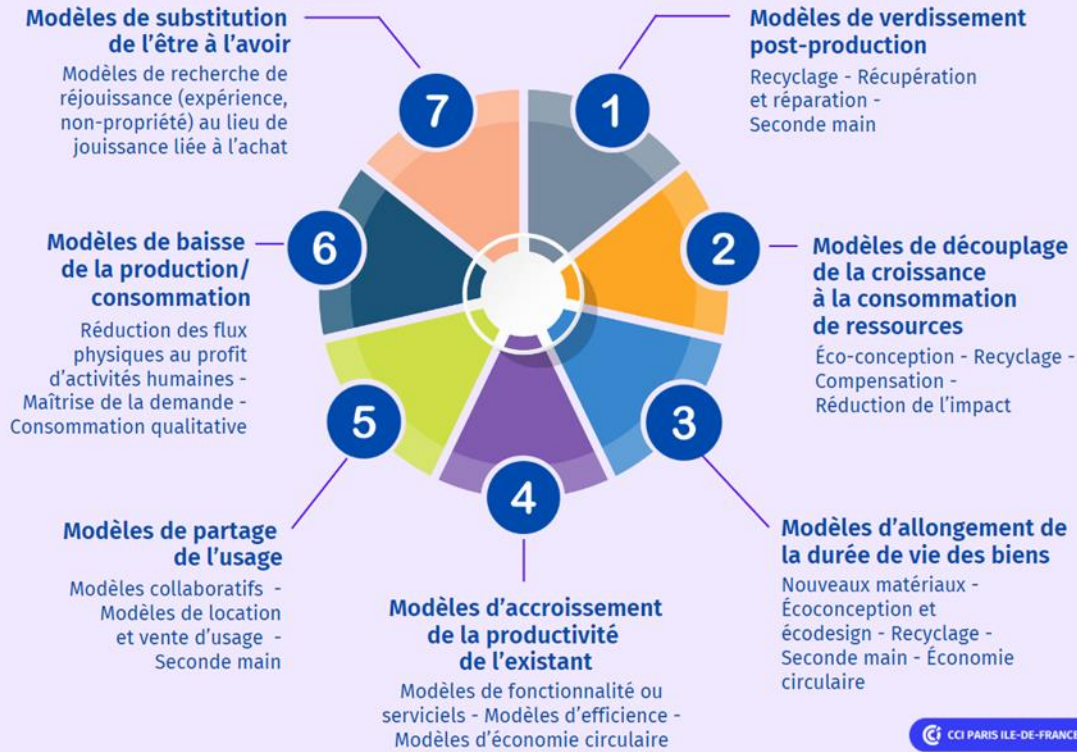 Modèles de substitution
de l'être à l'avoir
Modèles de recherche de
réjouissance (expérience,
non-propriété) au lieu de
jouissance liée à l'achat
7
1
Modèles de verdissement
post-production
Recyclage - Récupération
et réparation -
Seconde main
Modèles de baisse
de la production/
consommation
Réduction des flux
physiques au profit
d'activités humaines -
Maîtrise de la demande -
Consommation qualitative
6
2
Modèles de découplage
de la croissance
à la consommation
de ressources
Éco-conception - Recyclage -
Compensation -
Réduction de l'impact
5
3
4
Modèles de partage
de l'usage
Modèles collaboratifs -
Modèles de location
et vente d'usage -
Seconde main
Modèles d'accroissement
de la productivité
de l'existant
Modèles de fonctionnalité ou
serviciels - Modèles d'efficience -
Modèles d'économie circulaire
Modèles d'allongement de
la durée de vie des biens
Nouveaux matériaux -
Écoconception et
écodesign - Recyclage -
Seconde main - Économie
circulaire
CCI PARIS ILE-DE-FRANCE